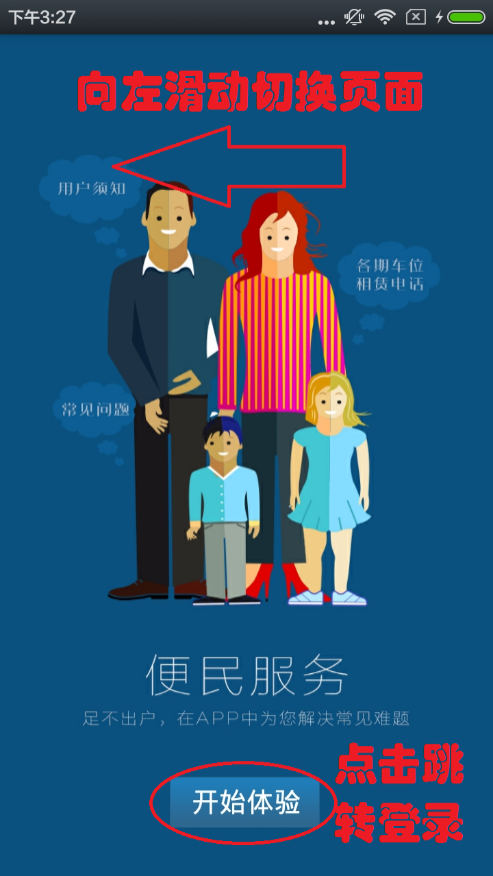 下午3:27
向左滑动切换页面
用户须知
各期车位
租赁电话
常见问题
便民服务
足不出户，在APP中为您解决常见难题
点击跳
转登录
开始体验